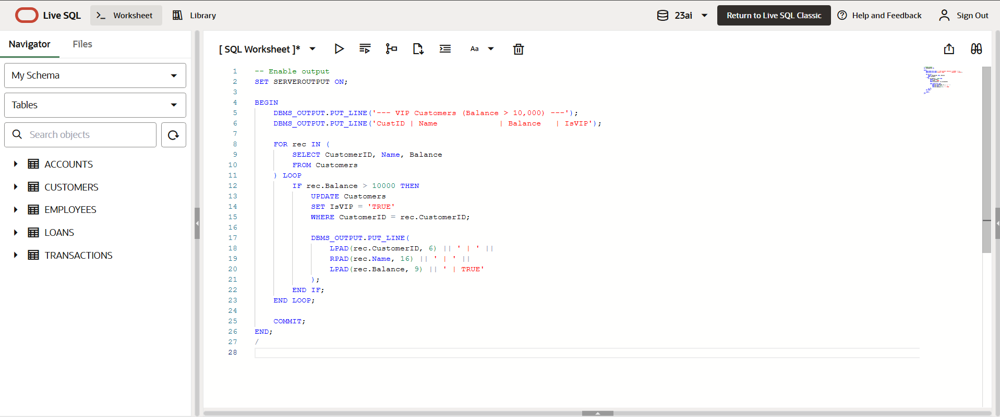 Live SQL
Worksheet
Library
23ai
Return to Live SQL Classic
Help and Feedback
Sign Out
Navigator
Files
My Schema
Tables
Search objects
ACCOUNTS
CUSTOMERS
EMPLOYEES
LOANS
TRANSACTIONS
[ SQL Worksheet ]*
Aa
1 -- Enable output
2 SET SERVEROUTPUT ON;
3
4 BEGIN
5     DBMS_OUTPUT.PUT_LINE('--- VIP Customers (Balance > 10,000) ---');
6     DBMS_OUTPUT.PUT_LINE('CustID | Name             | Balance   | IsVIP');
7
8     FOR rec IN (
9         SELECT CustomerID, Name, Balance
10         FROM Customers
11     ) LOOP
12         IF rec.Balance > 10000 THEN
13             UPDATE Customers
14             SET IsVIP = 'TRUE'
15             WHERE CustomerID = rec.CustomerID;
16
17             DBMS_OUTPUT.PUT_LINE(
18                 LPAD(rec.CustomerID, 6) || ' | ' ||
19                 RPAD(rec.Name, 16) || ' | ' ||
20                 LPAD(rec.Balance, 9) || ' | TRUE'
21             );
22         END IF;
23     END LOOP;
24
25     COMMIT;
26 END;
27 /
28